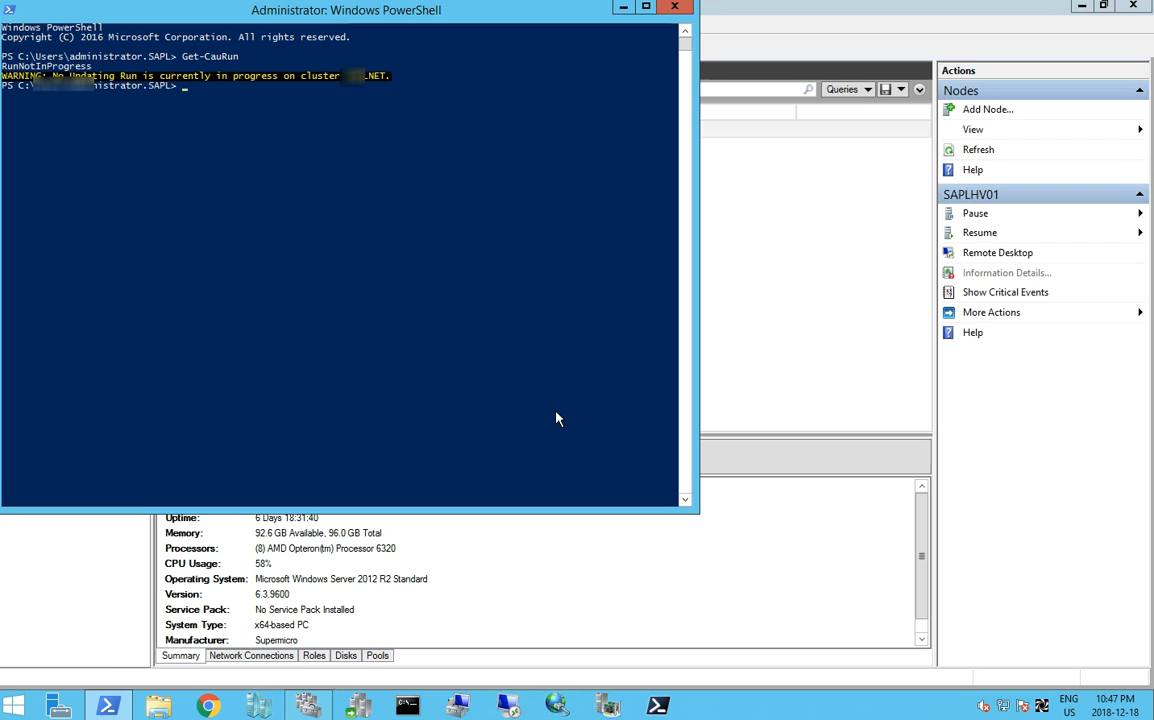 Administrator: Windows PowerShell
Windows PowerShell
Copyright (C) 2016 Microsoft Corporation. All rights reserved.
PS C:\Users\administrator.SAPL> Get-CauRun
RunNotInProgress
WARNING: No Updating Run is currently in progress on cluster
PS C:\ nistrator.SAPL>
Queries
Actions
Nodes
Add Node...
View
Refresh
Help
SAPLHV01
Pause
Resume
Remote Desktop
Information Details...
Show Critical Events
More Actions
Help
Uptime: 6 Days 18:31:40
Memory: 92.6 GB Available, 96.0 GB Total
Processors: (8) AMD Opteron(tm) Processor 6320
CPU Usage: 58%
Operating System: Microsoft Windows Server 2012 R2 Standard
Version: 6.3.9600
Service Pack: No Service Pack Installed
System Type: x64-based PC
Manufacturer: Supermicro
Summary Network Connections Roles Disks Pools
ENG 10:47 PM
US 2018-12-18